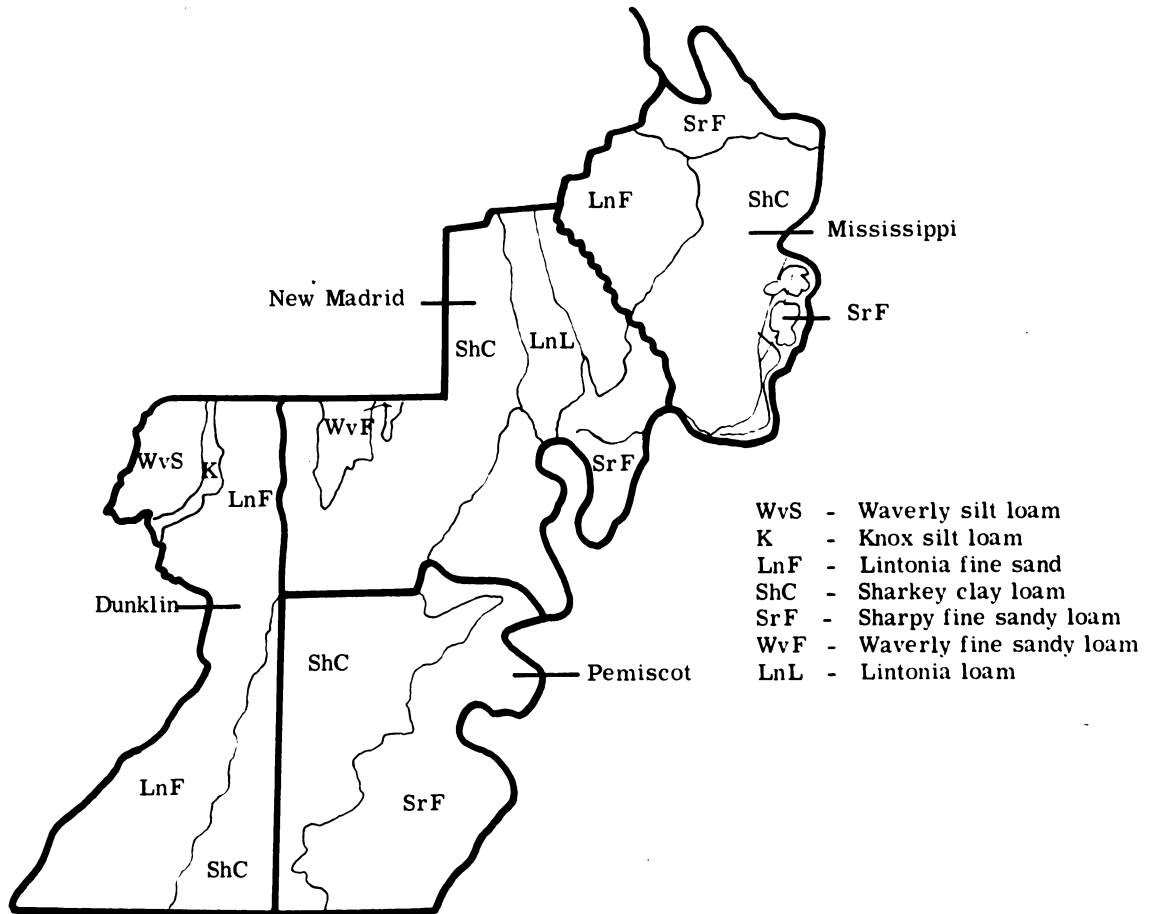 SrF
LnF
ShC
Mississippi
New Madrid
SrF
ShC
LnL
WvF
WvS
K
LnF
SrF
WvS - Waverly silt loam
K - Knox silt loam
LnF - Lintonia fine sand
ShC - Sharkey clay loam
SrF - Sharpy fine sandy loam
WvF - Waverly fine sandy loam
LnL - Lintonia loam
Dunklin
ShC
Pemiscot
LnF
SrF
ShC